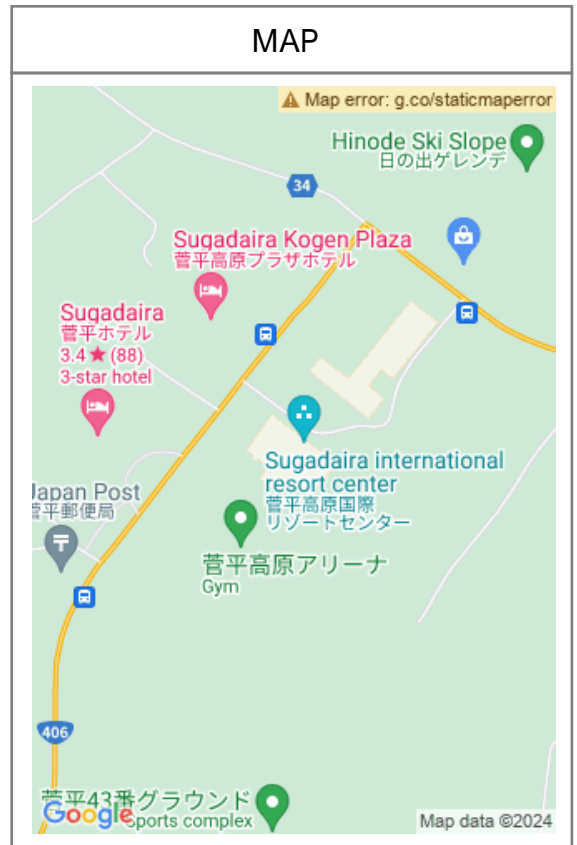 MAP
Map error: g.co/staticmaperror
Hinode Ski Slope
日の出ゲレンデ
34
Sugadaira Kogen Plaza
菅平高原プラザホテル
Sugadaira
菅平ホテル
3.4★(88)
3-star hotel
Sugadaira international
resort center
菅平高原国際
リゾートセンター
Japan Post
菅平郵便局
菅平高原アリーナ
Gym
406
菅平43番グラウンド
Sports complex
Google
Map data ©2024